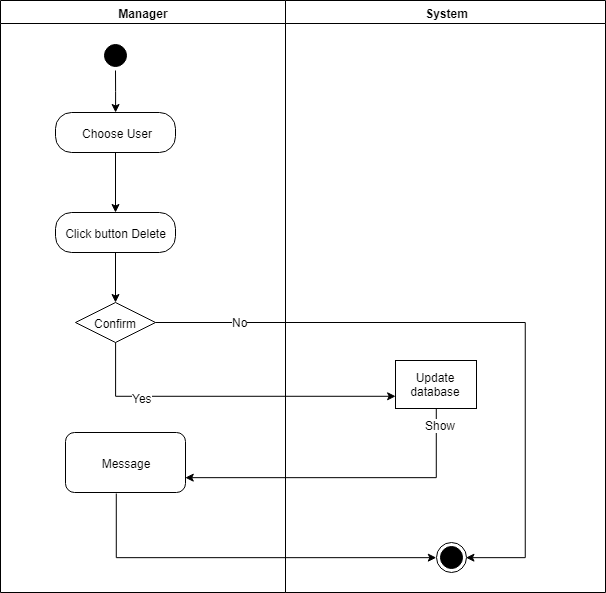 Manager
System
Choose User
Click button Delete
Confirm
No
Update
database
Yes
Show
Message